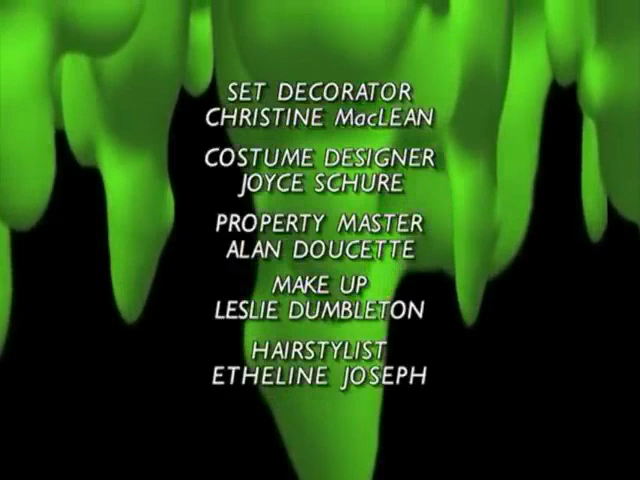 SET DECORATOR
CHRISTINE MacLEAN
COSTUME DESIGNER
JOYCE SCHURE
PROPERTY MASTER
ALAN DOUCETTE
MAKE UP
LESLIE DUMBLETON
HAIRSTYLIST
ETHELINE JOSEPH